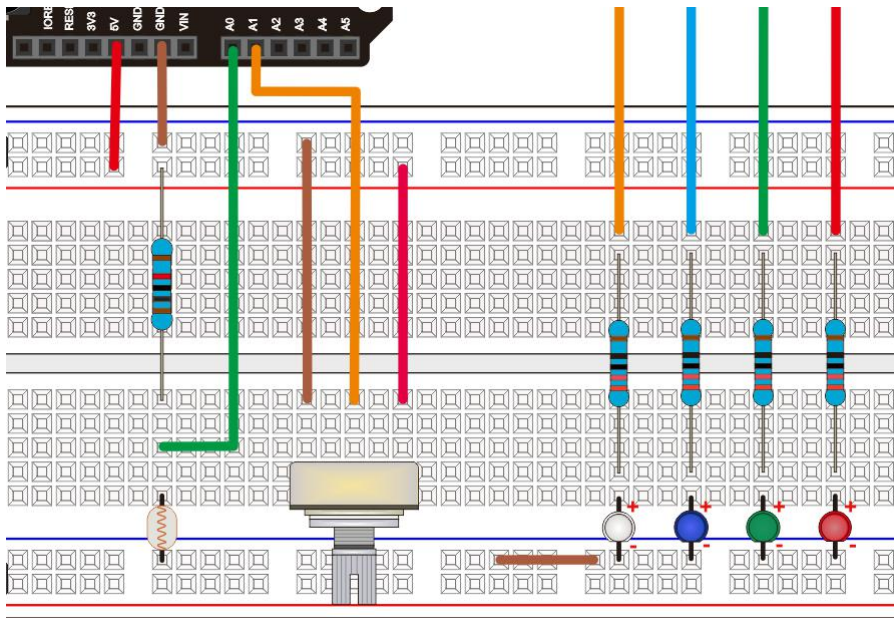 IORE
RES
3V3
5V
GND
GND
VIN
A0
A1
A2
A3
A4
A5
+
+
+
+
-
-
-
-